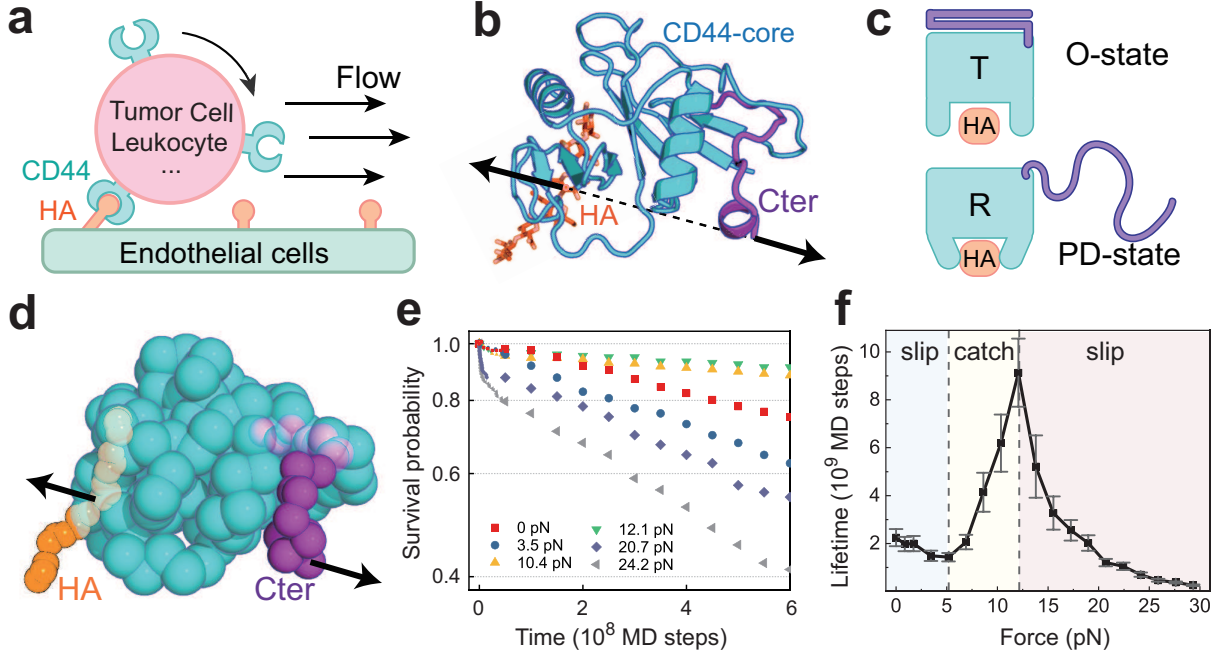 a
Flow
Tumor Cell
Leukocyte
...
CD44
HA
Endothelial cells
b
CD44-core
HA
Cter
c
T
HA
O-state
R
HA
PD-state
d
HA
Cter
e
Survival probability
1.0
0.8
0.6
0.4
0 pN
3.5 pN
10.4 pN
12.1 pN
20.7 pN
24.2 pN
0 2 4 6
Time (10⁸ MD steps)
f
Lifetime (10⁹ MD steps)
10
8
6
4
2
slip catch slip
0 5 10 15 20 25 30
Force (pN)